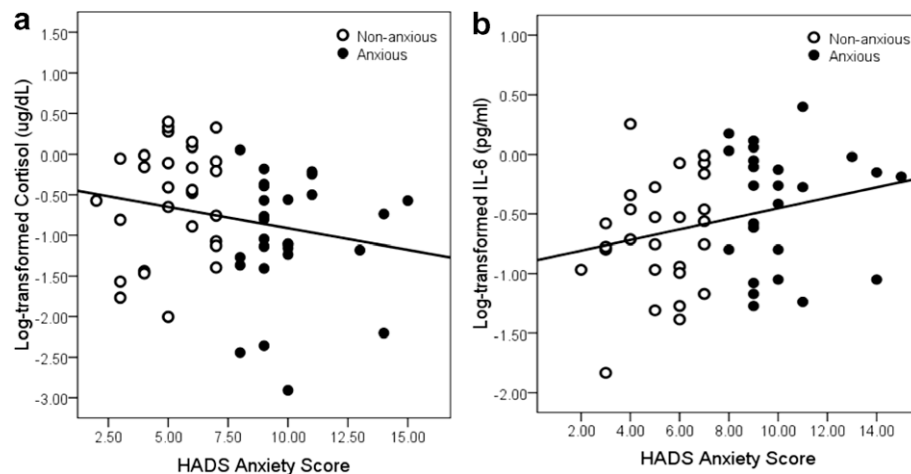 a
Non-anxious
Anxious
Log-transformed Cortisol (ug/dL)
1.50
1.00
0.50
0.00
-0.50
-1.00
-1.50
-2.00
-2.50
-3.00
2.50 5.00 7.50 10.00 12.50 15.00
HADS Anxiety Score
b
Non-anxious
Anxious
Log-transformed IL-6 (pg/ml)
1.00
0.50
0.00
-0.50
-1.00
-1.50
-2.00
2.00 4.00 6.00 8.00 10.00 12.00 14.00
HADS Anxiety Score